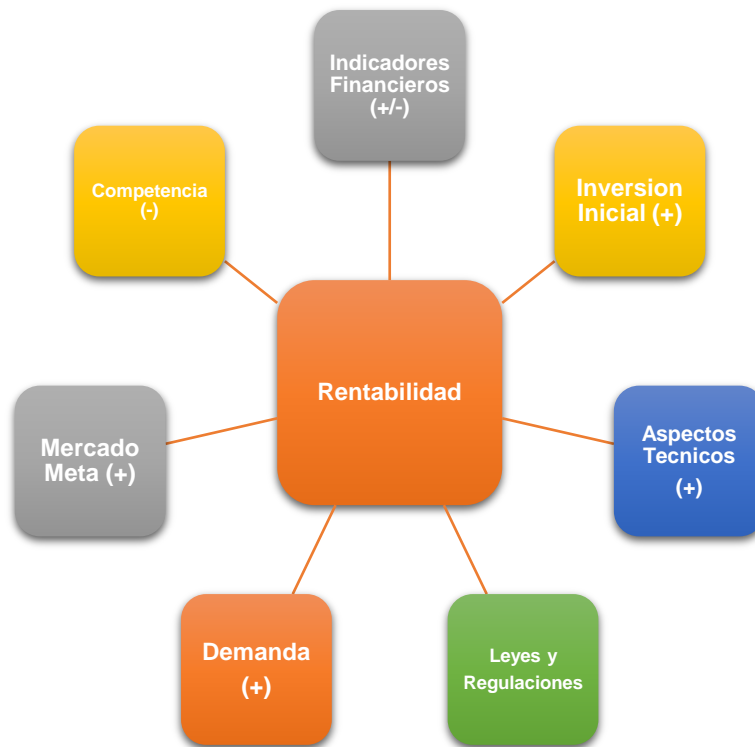 Indicadores
Financieros
(+/-)
Competencia
(-)
Inversion
Inicial (+)
Rentabilidad
Mercado
Meta (+)
Aspectos
Tecnicos
(+)
Demanda
(+)
Leyes y
Regulaciones